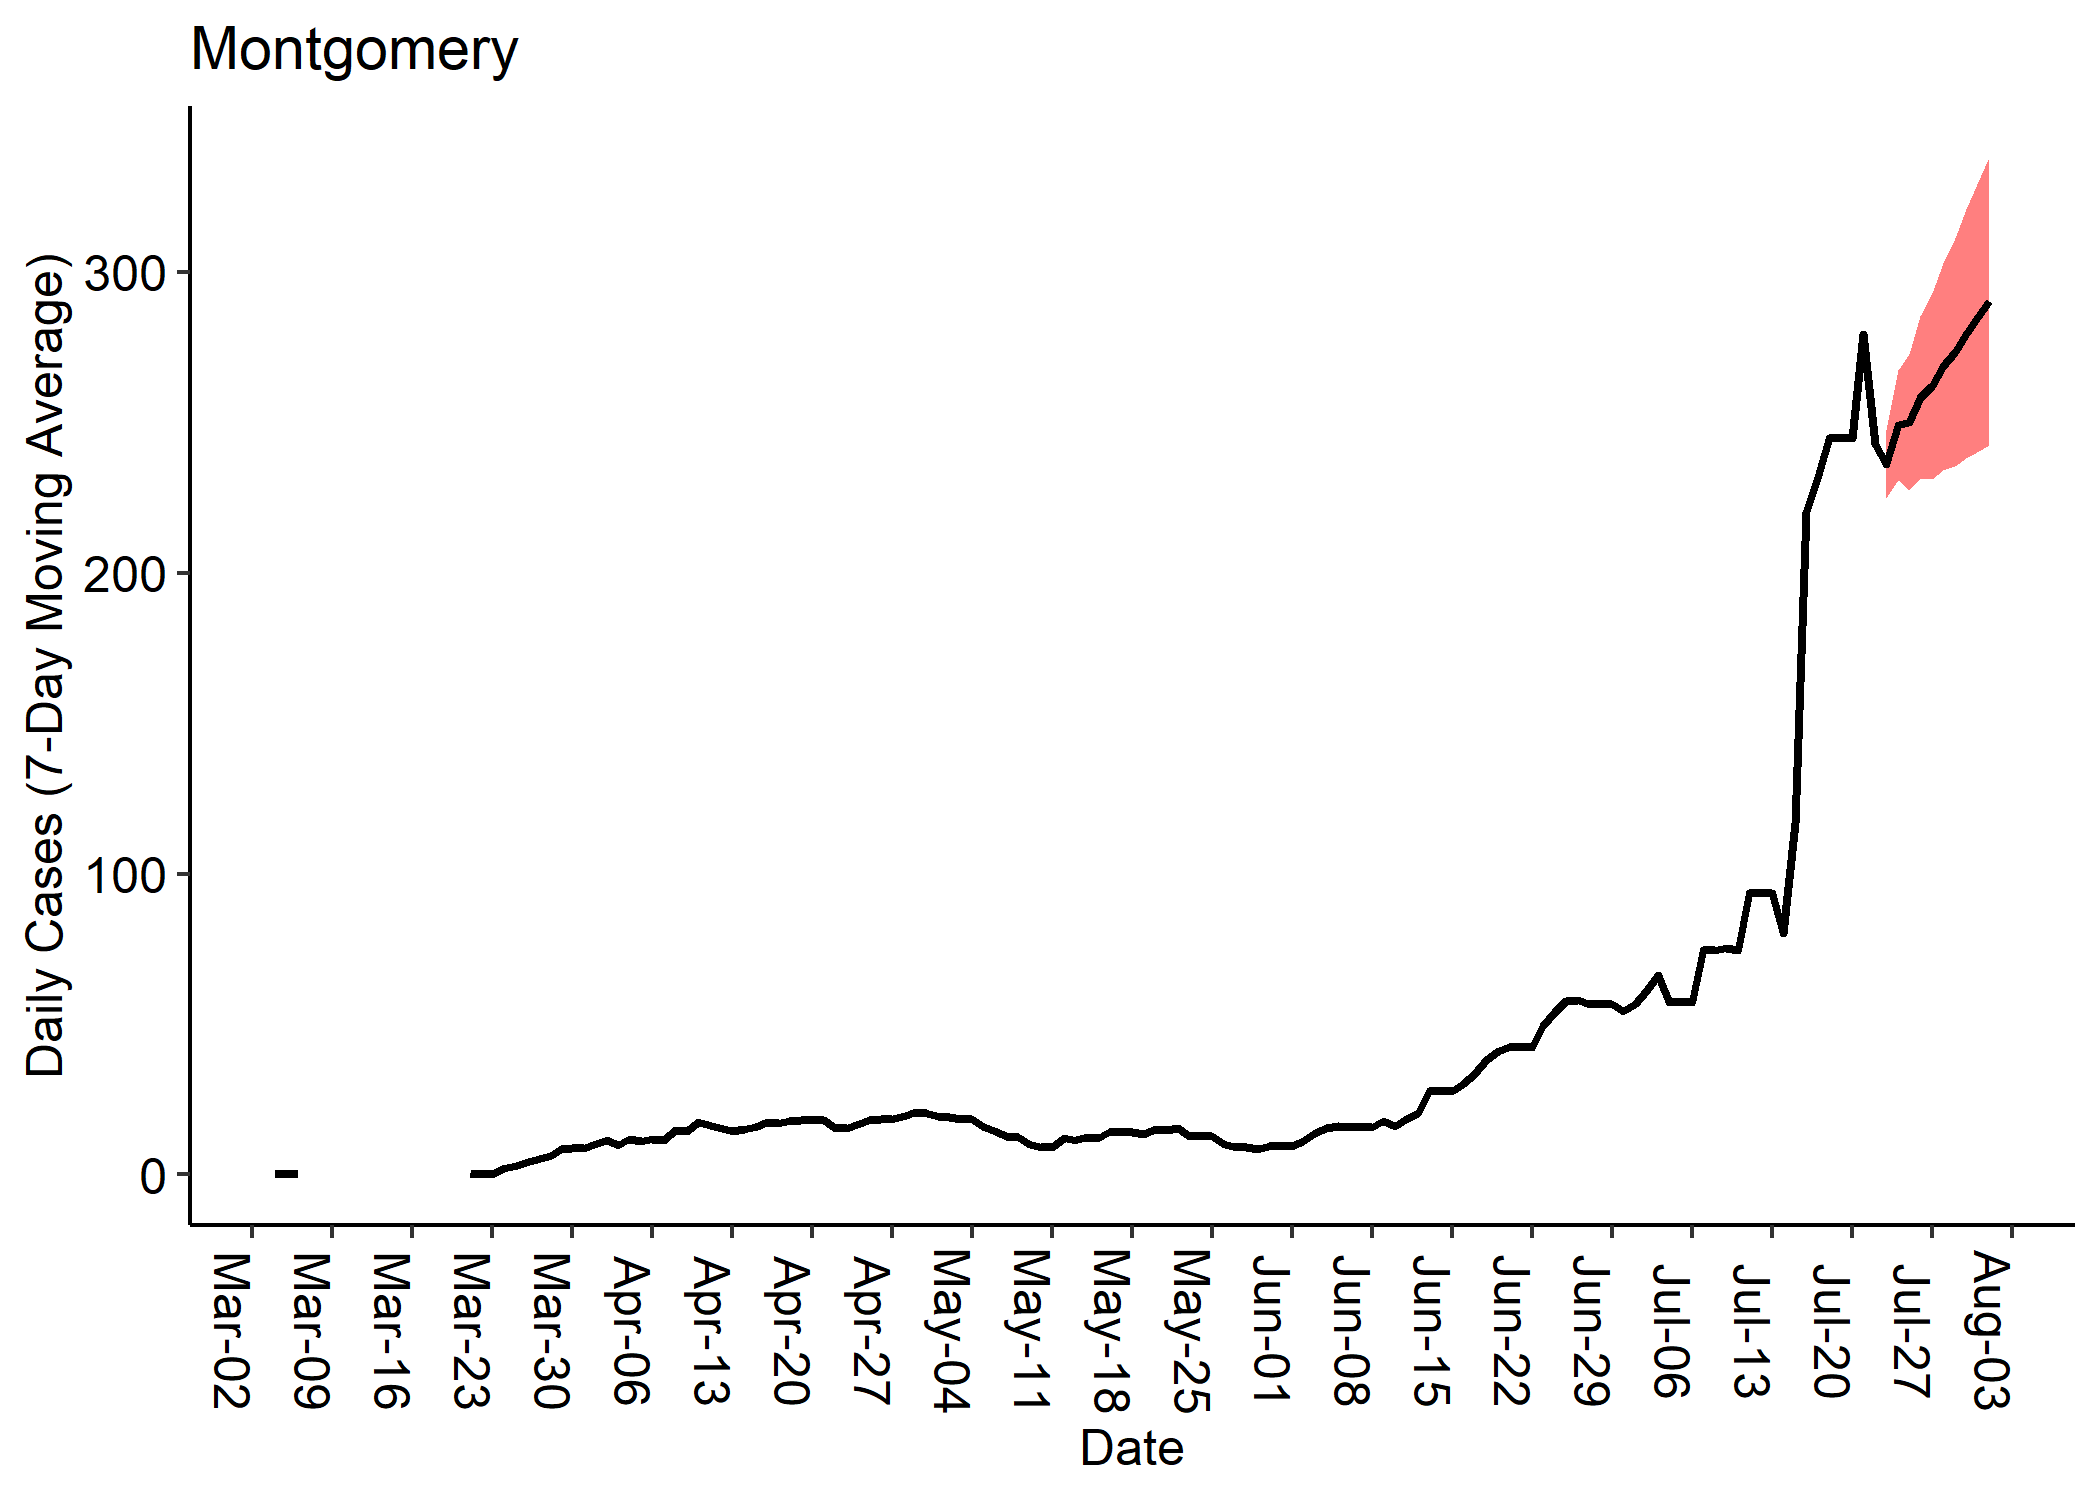 Montgomery
Daily Cases (7-Day Moving Average)
300
200
100
0
Mar-02
Mar-09
Mar-16
Mar-23
Mar-30
Apr-06
Apr-13
Apr-20
Apr-27
May-04
May-11
May-18
May-25
Jun-01
Jun-08
Jun-15
Jun-22
Jun-29
Jul-06
Jul-13
Jul-20
Jul-27
Aug-03
Date